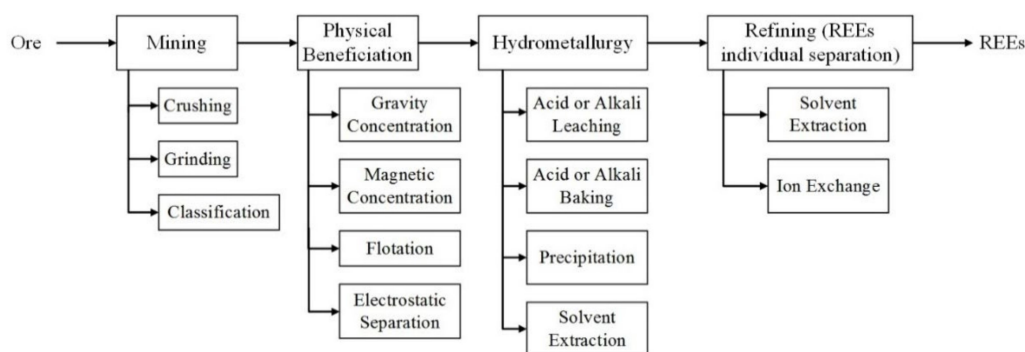 Ore
Mining
Physical
Beneficiation
Hydrometallurgy
Refining (REEs
individual separation)
REEs
Crushing
Grinding
Classification
Gravity
Concentration
Magnetic
Concentration
Flotation
Electrostatic
Separation
Acid or Alkali
Leaching
Acid or Alkali
Baking
Precipitation
Solvent
Extraction
Solvent
Extraction
Ion Exchange